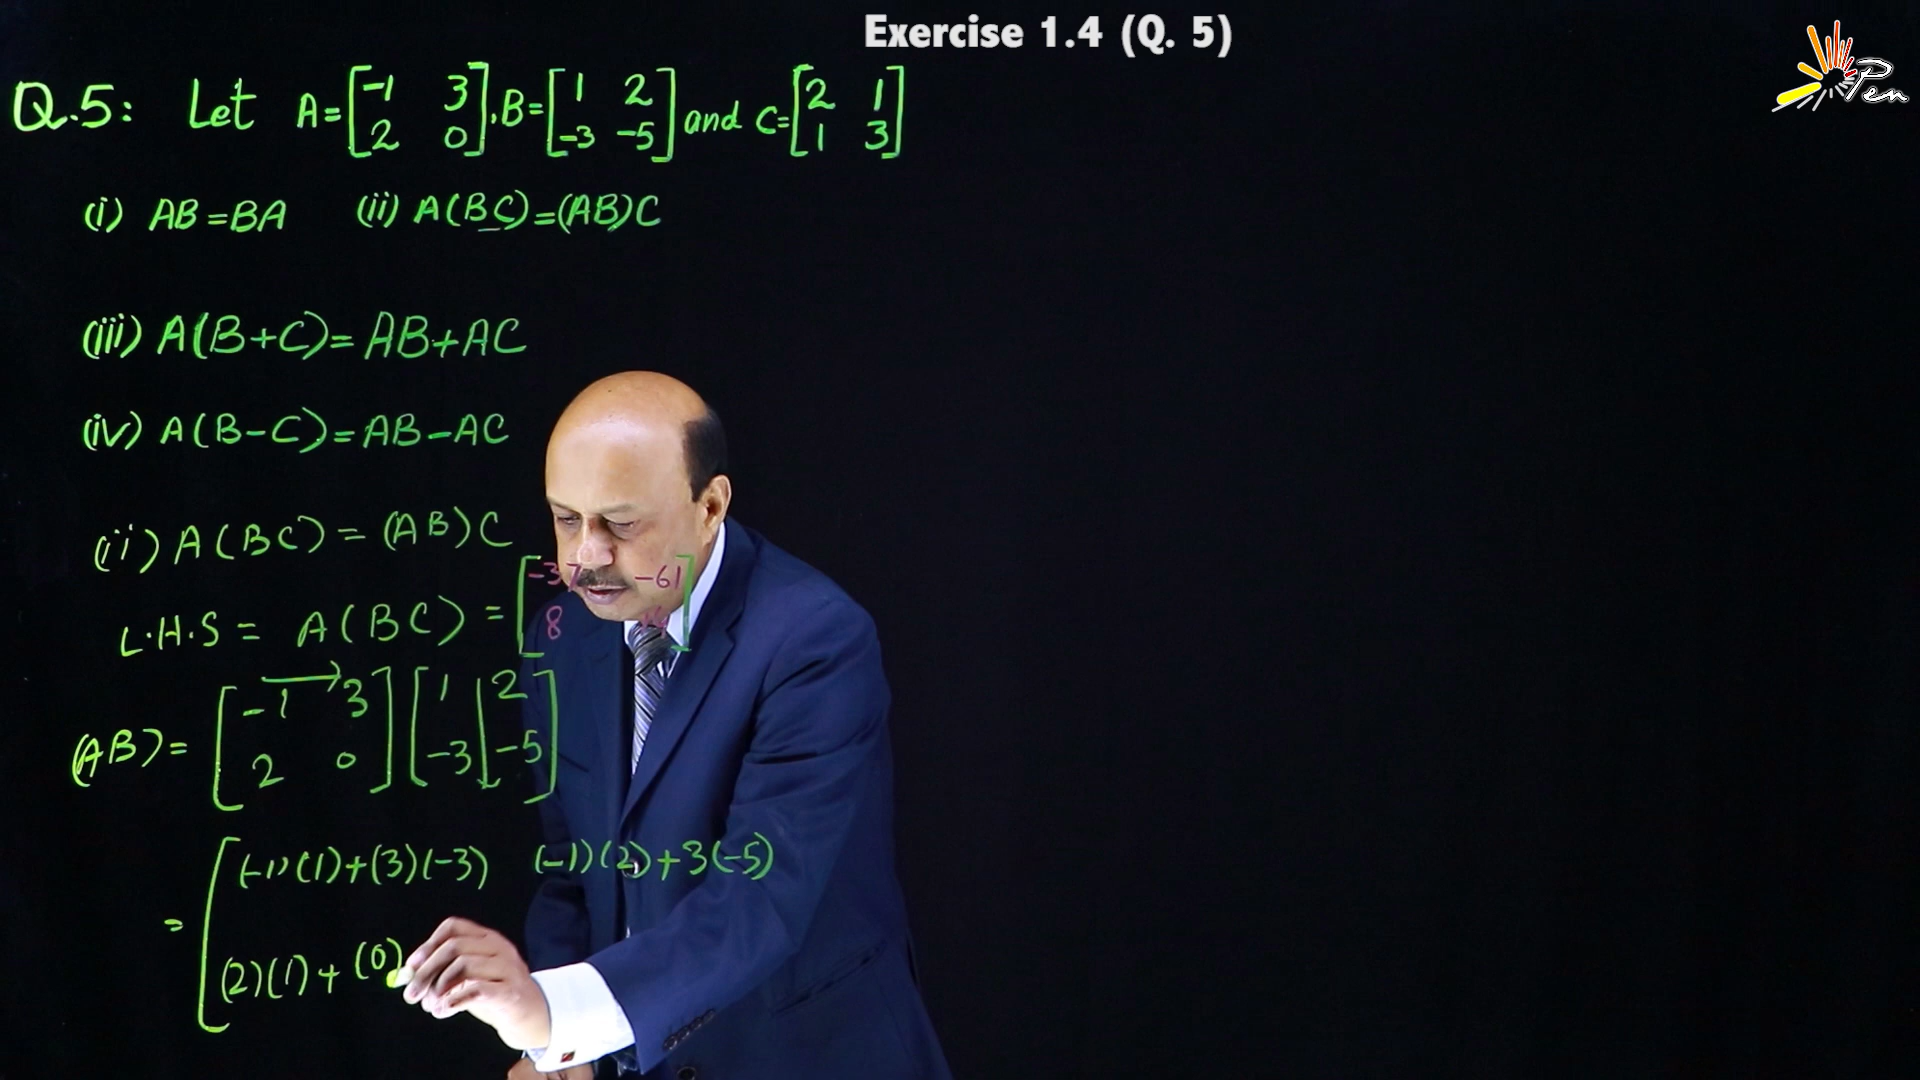 Exercise 1.4 (Q. 5)
Pen
Q.5: Let A=[-1 3; 2 0], B=[1 2; -3 -5] and C=[2 1; 1 3]
(i) AB=BA (ii) A(BC)=(AB)C
(iii) A(B+C)=AB+AC
(iv) A(B-C)=AB-AC
(ii) A(BC)=(AB)C
L.H.S = A(BC) = [-37 -61; 8
(AB)= [-1 3; 2 0] [1 2; -3 -5]
= [(-1)(1)+(3)(-3) (-1)(2)+3(-5)
(2)(1)+(0)